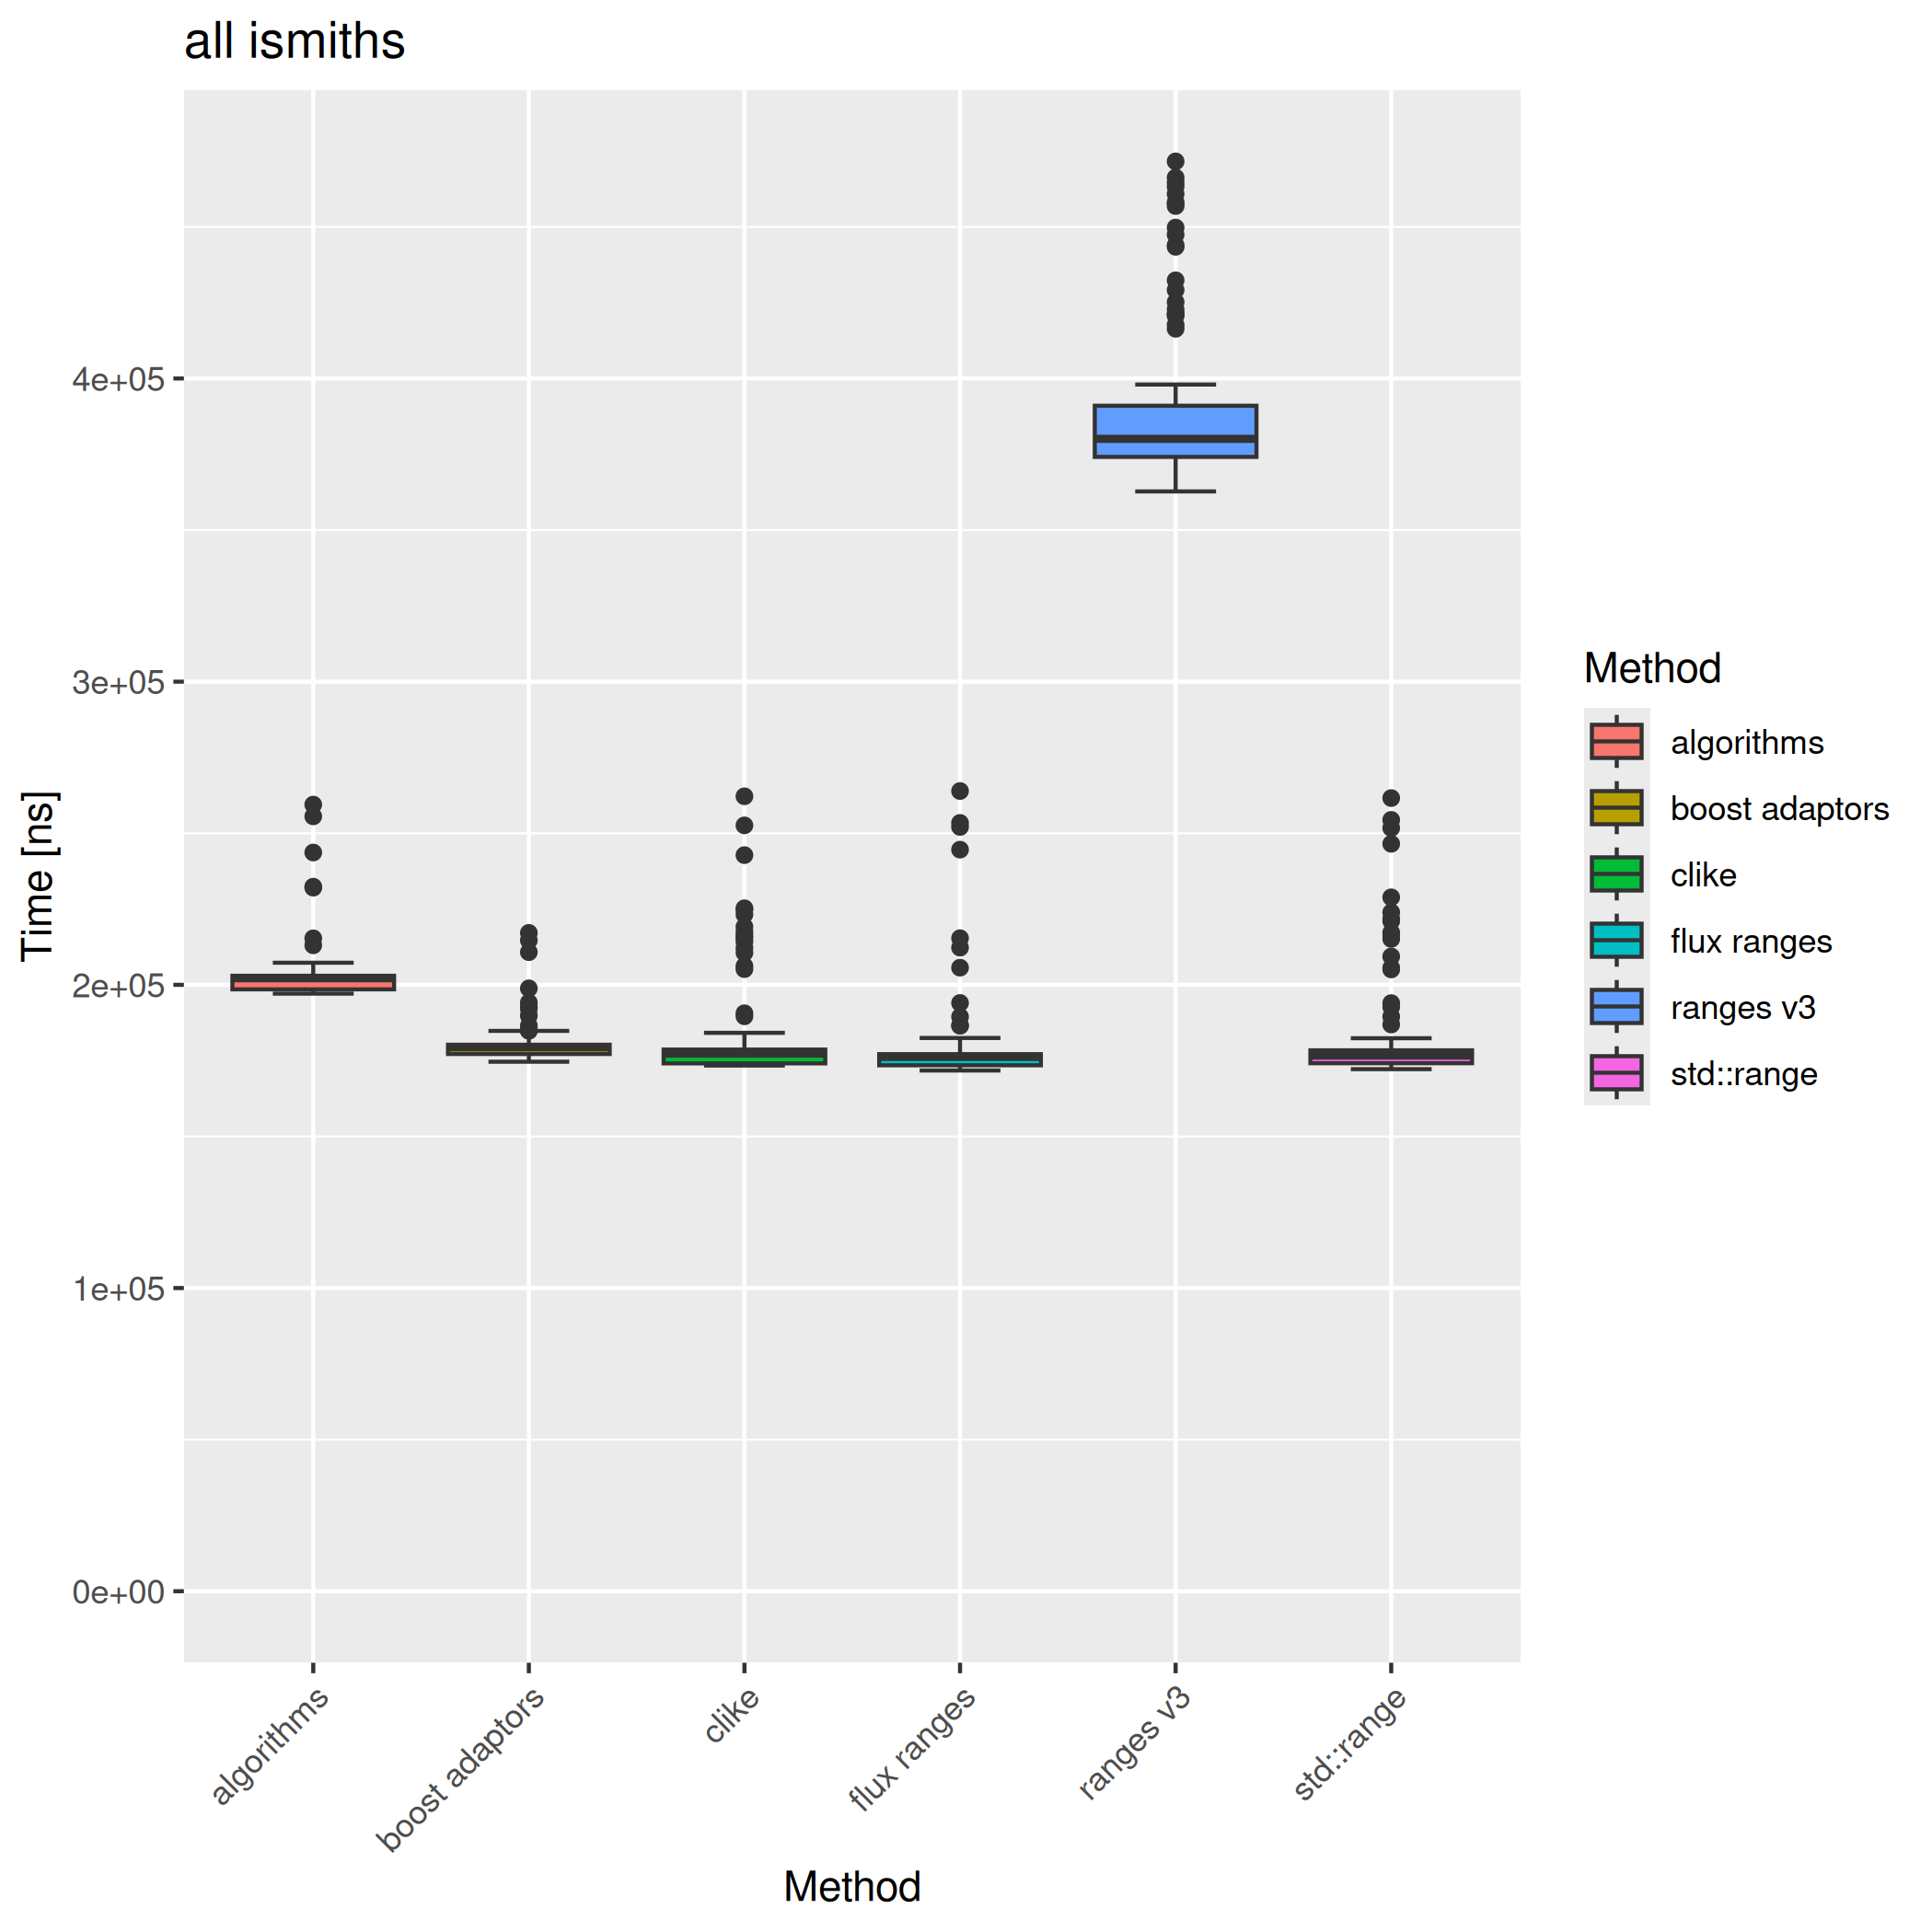 all ismiths
Time [ns]
4e+05
3e+05
2e+05
1e+05
0e+00
algorithms
boost adaptors
clike
flux ranges
ranges v3
std::range
Method
Method
algorithms
boost adaptors
clike
flux ranges
ranges v3
std::range